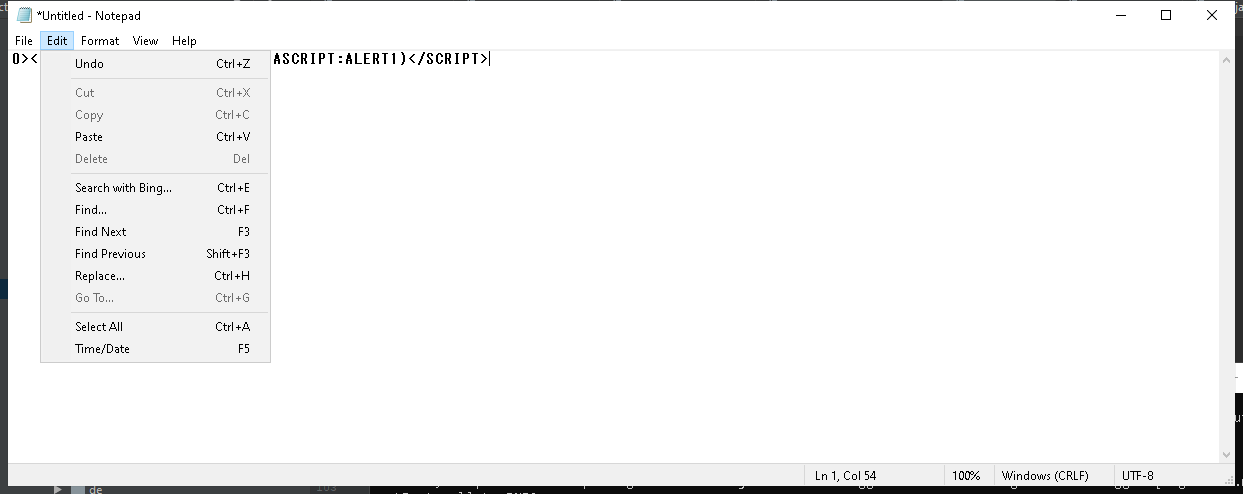 *Untitled - Notepad
File Edit Format View Help
0><ASCRIPT:ALERT1)</SCRIPT>
Undo Ctrl+Z
Cut Ctrl+X
Copy Ctrl+C
Paste Ctrl+V
Delete Del
Search with Bing... Ctrl+E
Find... Ctrl+F
Find Next F3
Find Previous Shift+F3
Replace... Ctrl+H
Go To... Ctrl+G
Select All Ctrl+A
Time/Date F5
Ln 1, Col 54 100% Windows (CRLF) UTF-8
de